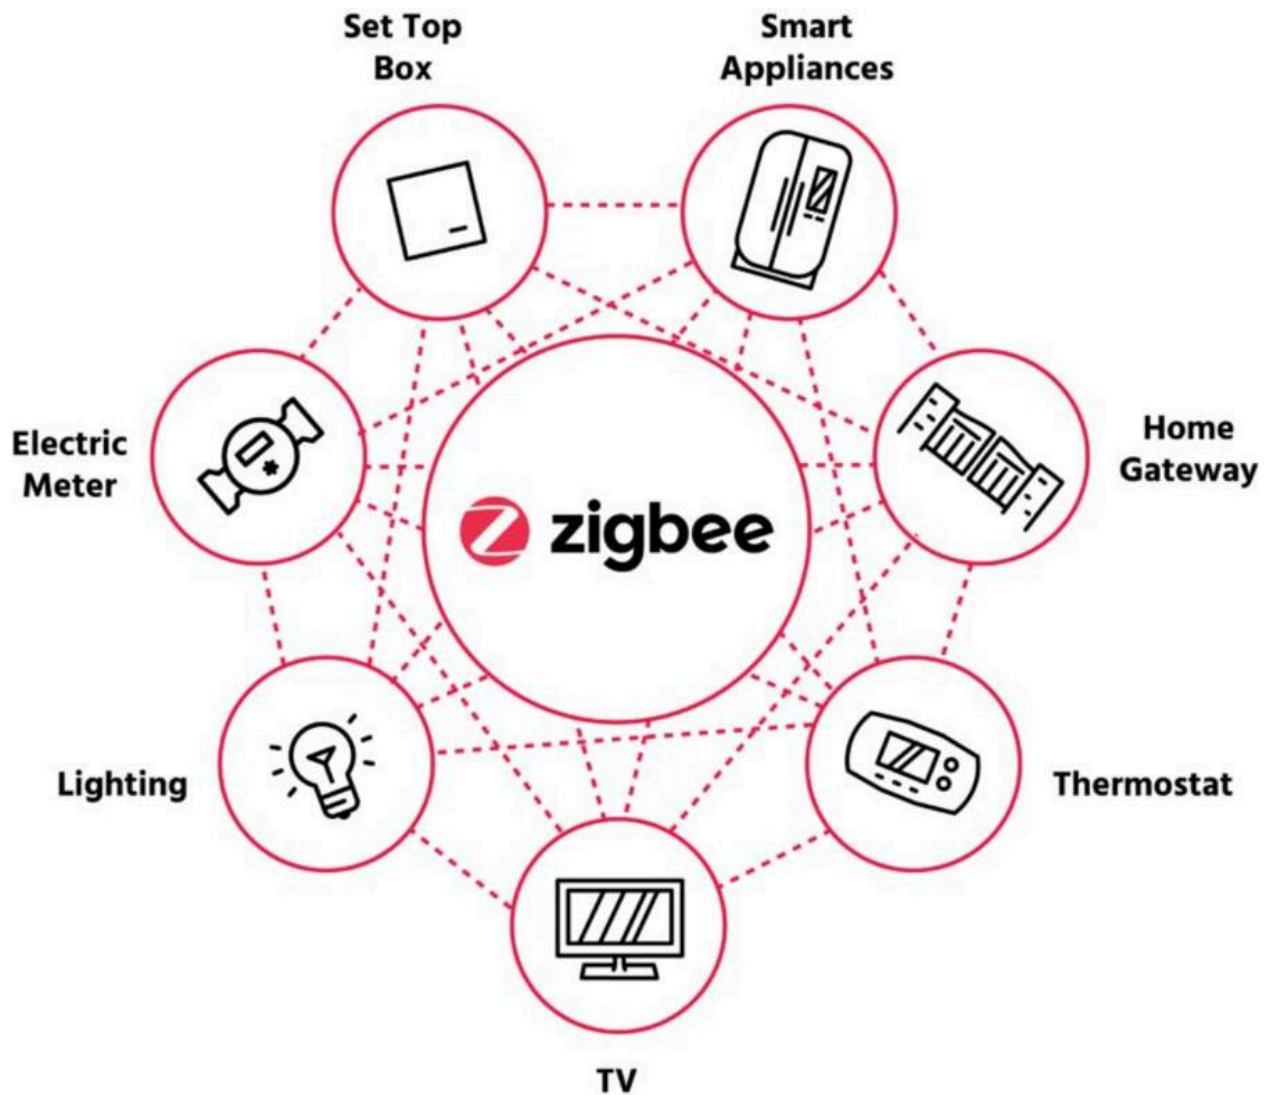 Set Top
Box
Smart
Appliances
Electric
Meter
Home
Gateway
zigbee
Lighting
Thermostat
TV